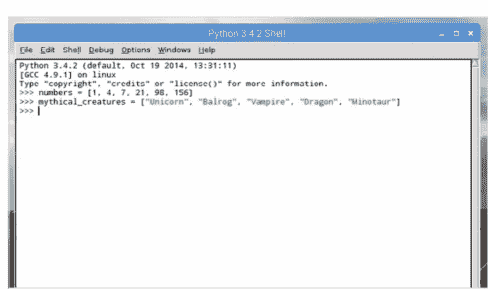 Python 3.4.2 Shell
File Edit Shell Debug Options Windows Help
Python 3.4.2 (default, Oct 19 2014, 13:31:11)
[GCC 4.9.1] on linux
Type "copyright", "credits" or "license()" for more information.
>>> numbers = [1, 4, 7, 21, 98, 156]
>>> mythical_creatures = ["Unicorn", "Balrog", "Vampire", "Dragon", "Minotaur"]
>>>